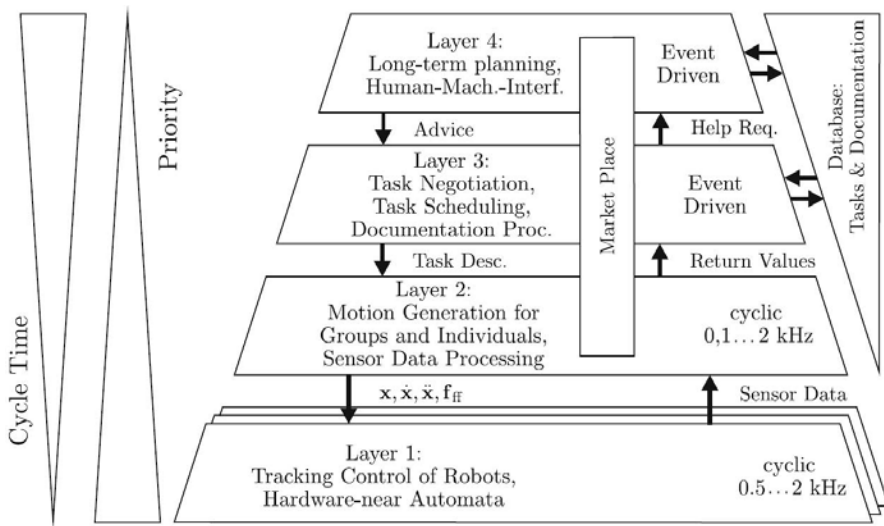 Cycle Time
Priority
Layer 4:
Long-term planning,
Human-Mach.-Interf.
Event
Driven
Advice
Help Req.
Layer 3:
Task Negotiation,
Task Scheduling,
Documentation Proc.
Event
Driven
Market Place
Database:
Tasks & Documentation
Task Desc.
Return Values
Layer 2:
Motion Generation for
Groups and Individuals,
Sensor Data Processing
cyclic
0,1...2 kHz
x, ẋ, ẍ, f_ff
Sensor Data
Layer 1:
Tracking Control of Robots,
Hardware-near Automata
cyclic
0.5...2 kHz